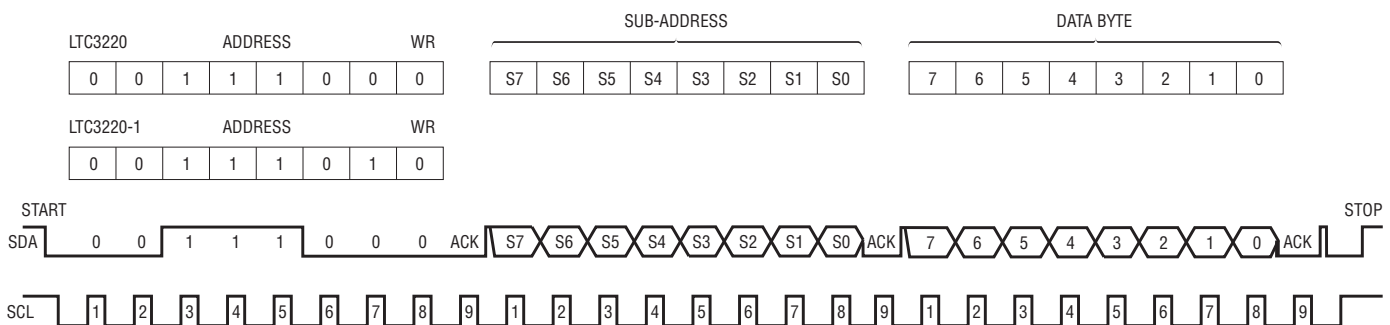 SUB-ADDRESS DATA BYTE
LTC3220 ADDRESS WR
0 0 1 1 1 0 0 0 S7 S6 S5 S4 S3 S2 S1 S0 7 6 5 4 3 2 1 0
LTC3220-1 ADDRESS WR
0 0 1 1 1 0 1 0
START STOP
SDA 0 0 1 1 1 0 0 0 ACK S7 S6 S5 S4 S3 S2 S1 S0 ACK 7 6 5 4 3 2 1 0 ACK
SCL 1 2 3 4 5 6 7 8 9 1 2 3 4 5 6 7 8 9 1 2 3 4 5 6 7 8 9